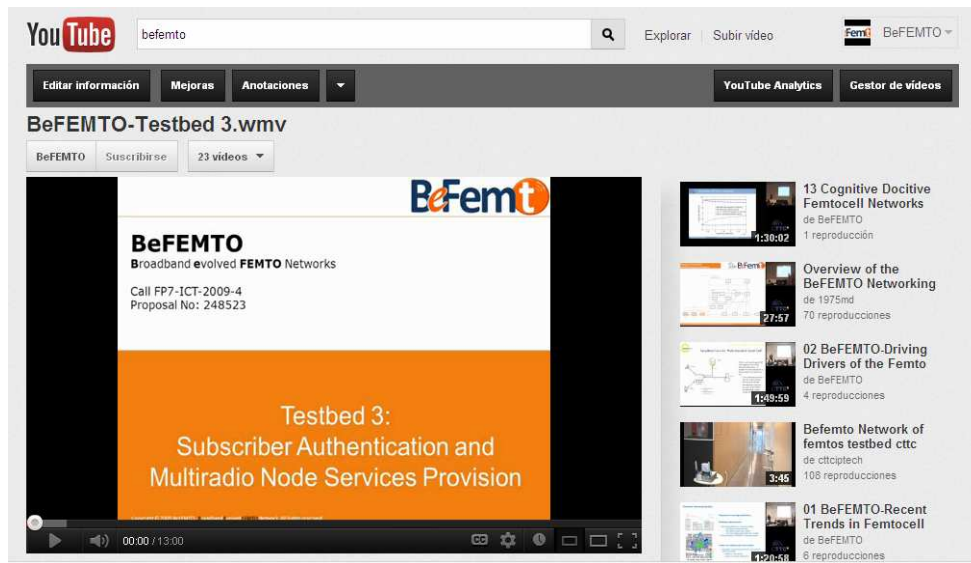 YouTube
befemto
Explorar
Subir vídeo
BeFEMTO
Editar información
Mejoras
Anotaciones
YouTube Analytics
Gestor de vídeos
BeFEMTO-Testbed 3.wmv
BeFEMTO
Suscribirse
23 vídeos
BeFemt
BeFEMTO
Broadband evolved FEMTO Networks
Call FP7-ICT-2009-4
Proposal No: 248523
Testbed 3:
Subscriber Authentication and
Multiradio Node Services Provision
00:00 / 13:00
CC
13 Cognitive Docitive
Femtocell Networks
de BeFEMTO
1 reproducción
1:30:02
Overview of the
BeFEMTO Networking
de 1975md
70 reproducciones
27:57
02 BeFEMTO-Driving
Drivers of the Femto
de BeFEMTO
4 reproducciones
1:49:59
Befemto Network of
femtos testbed cttc
de cttciptech
108 reproducciones
3:45
01 BeFEMTO-Recent
Trends in Femtocell
de BeFEMTO
6 reproducciones
1:20:58